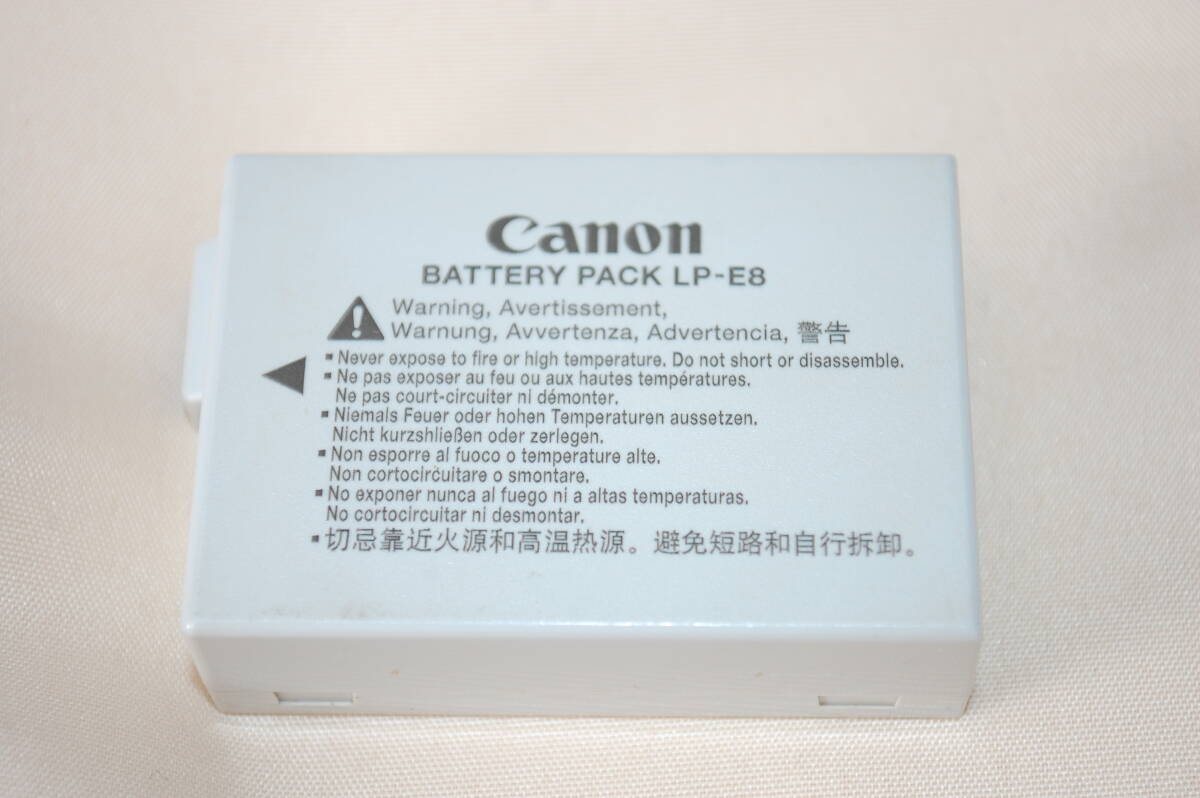 Canon
BATTERY PACK LP-E8
Warning, Avertissement,
Warnung, Avvertenza, Advertencia, 警告
▪ Never expose to fire or high temperature. Do not short or disassemble.
▪ Ne pas exposer au feu ou aux hautes températures.
Ne pas court-circuiter ni démonter.
▪ Niemals Feuer oder hohen Temperaturen aussetzen.
Nicht kurzshließen oder zerlegen.
▪ Non esporre al fuoco o temperature alte.
Non cortocircuitare o smontare.
▪ No exponer nunca al fuego ni a altas temperaturas.
No cortocircuitar ni desmontar.
▪ 切忌靠近火源和高温热源。避免短路和自行拆卸。